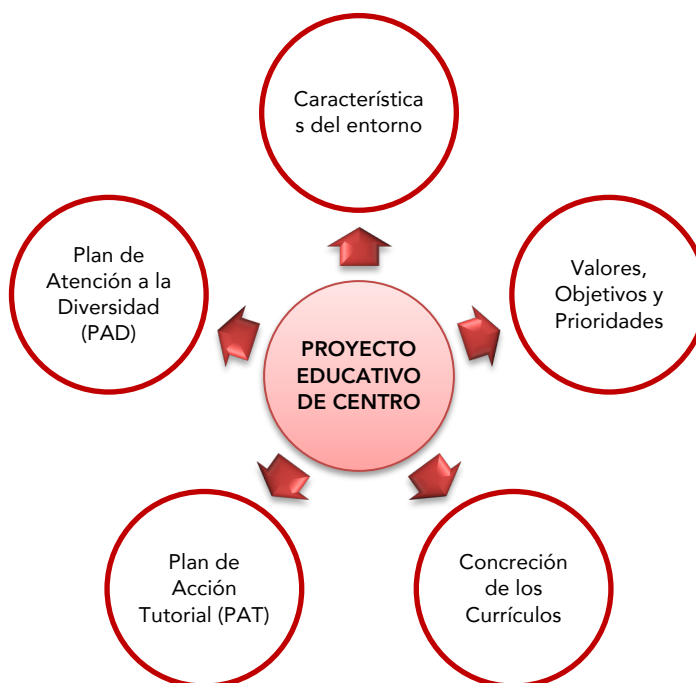 Característica
s del entorno
Plan de
Atención a la
Diversidad
(PAD)
Valores,
Objetivos y
Prioridades
PROYECTO
EDUCATIVO
DE CENTRO
Plan de
Acción
Tutorial (PAT)
Concreción
de los
Currículos